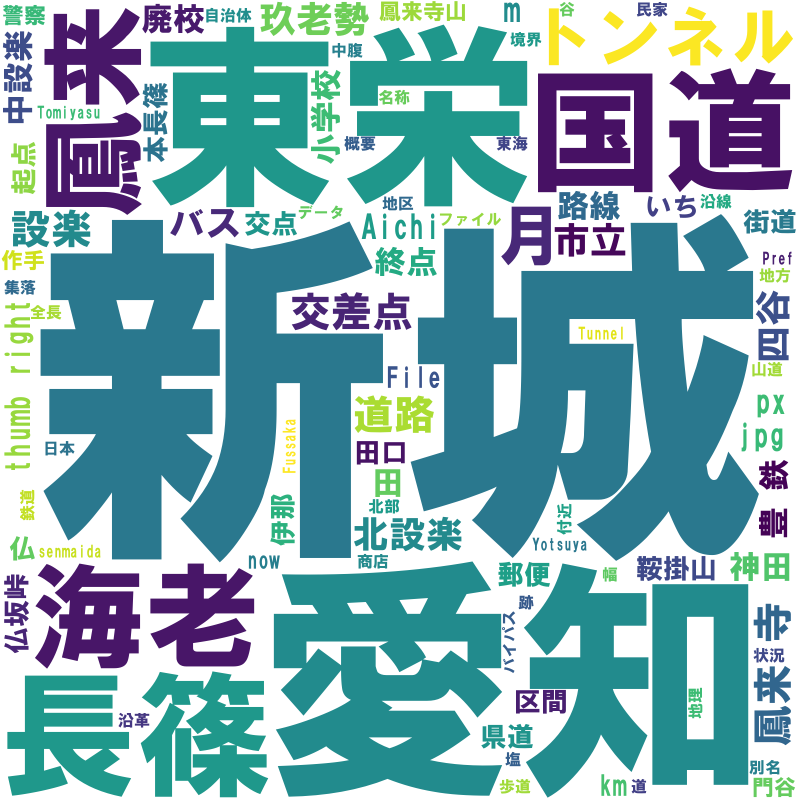 警察
廃校
自治体
玖老勢
鳳来寺山
m
谷
民家
中設楽
鳳来
東栄
中腹
境界
トンネル
Tomiyasu
本長篠
小学校
名称
国道
起点
概要
東海
設楽
バス
交点
データ
地区
Aichi
ファイル
月
路線
いち
沿線
街道
作手
終点
市立
Pref
地方
集落
全長
新城
交差点
Tunnel
四谷
山道
thumb right
File
道路
px
jpg
日本
Fussaka
田口
田
豊鉄
鉄道
伊那
北部
付近
仏
senmaida
北設楽
Yotsuya
now
商店
郵便
幅
鞍掛山
神田
仏坂峠
海老
愛知
跡
バイパス
鳳来寺
状況
長篠
沿革
区間
地理
県道
塩
別名
歩道
km
道
門谷